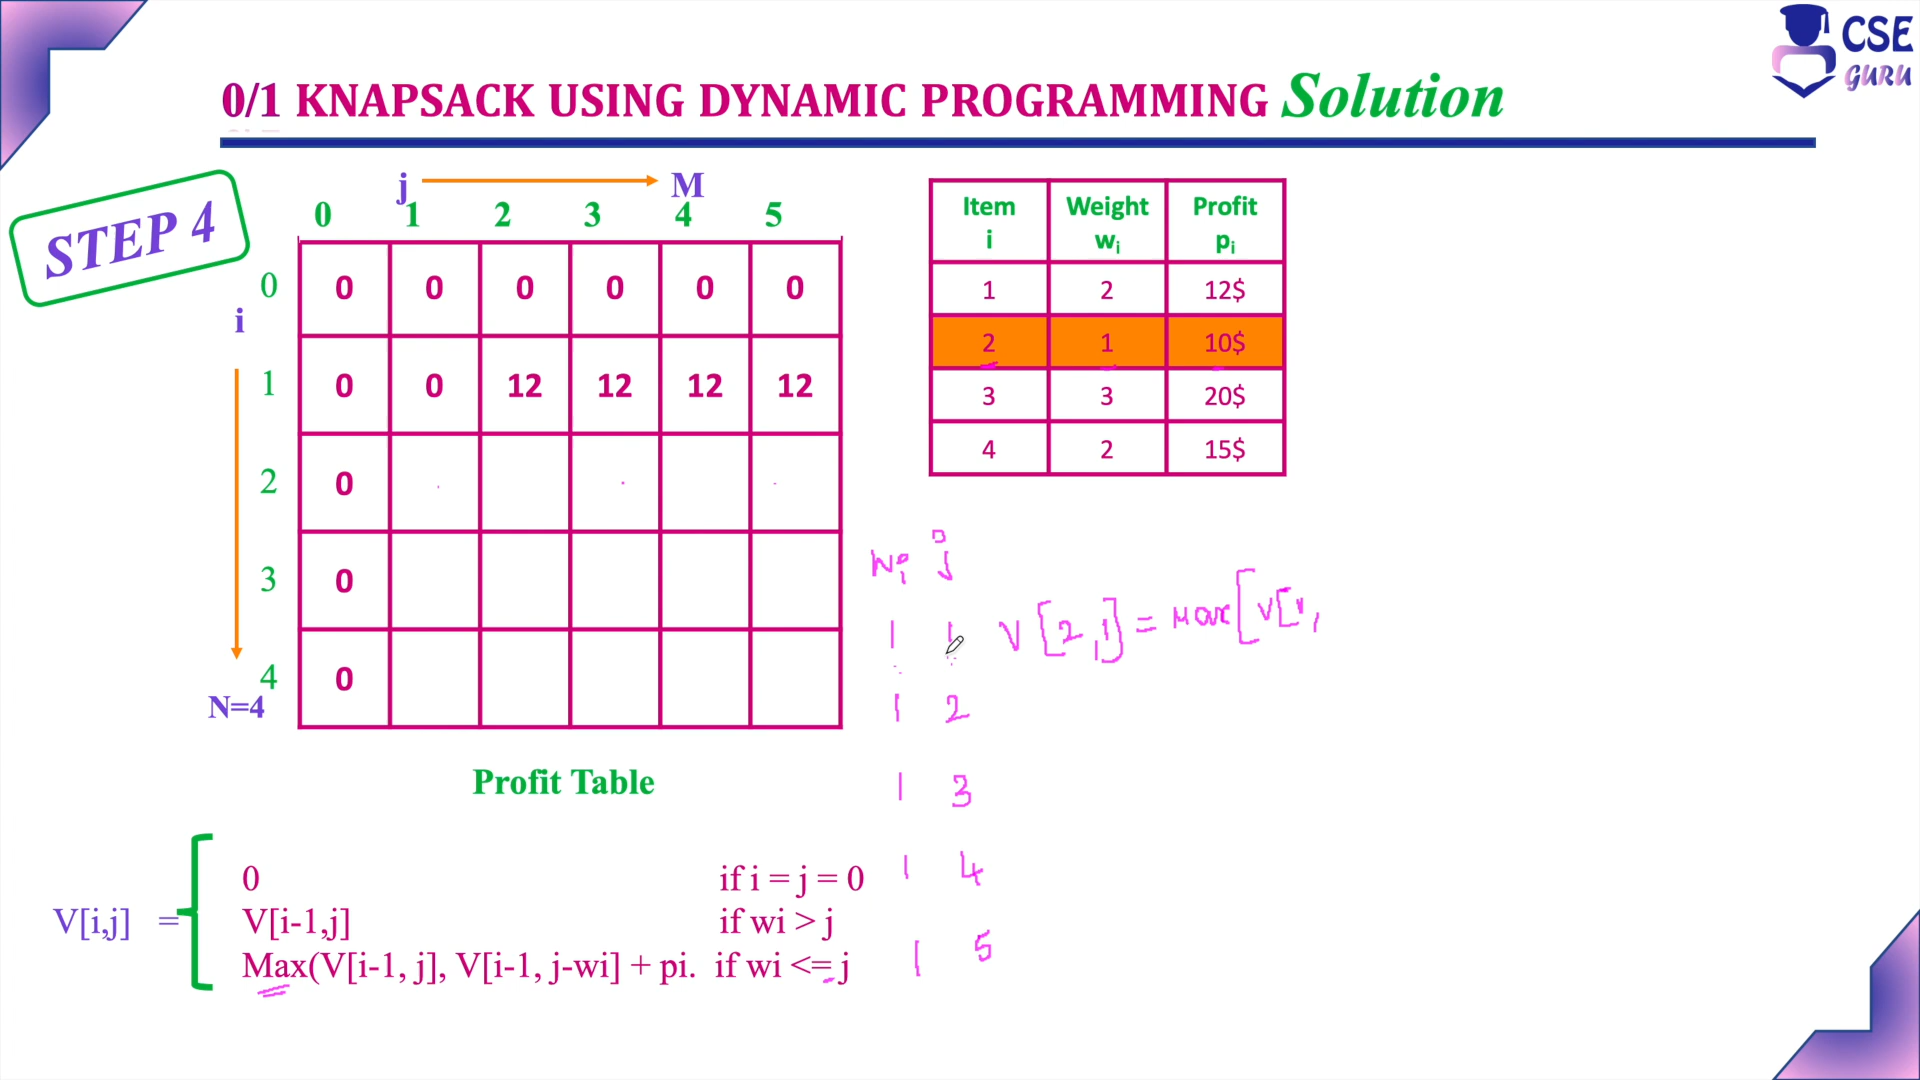 CSE
GURU
0/1 KNAPSACK USING DYNAMIC PROGRAMMING Solution
STEP 4
j M
0 1 2 3 4 5
i
0 0 0 0 0 0 0
1 0 0 12 12 12 12
2 0
3 0
4 0
N=4
Profit Table
Item i Weight wi Profit pi
1 2 12$
2 1 10$
3 3 20$
4 2 15$
wi j
1 1 V[2,1] = Max[V[1,
1 2
1 3
1 4
1 5
V[i,j] =
0 if i = j = 0
V[i-1,j] if wi > j
Max(V[i-1, j], V[i-1, j-wi] + pi. if wi <= j